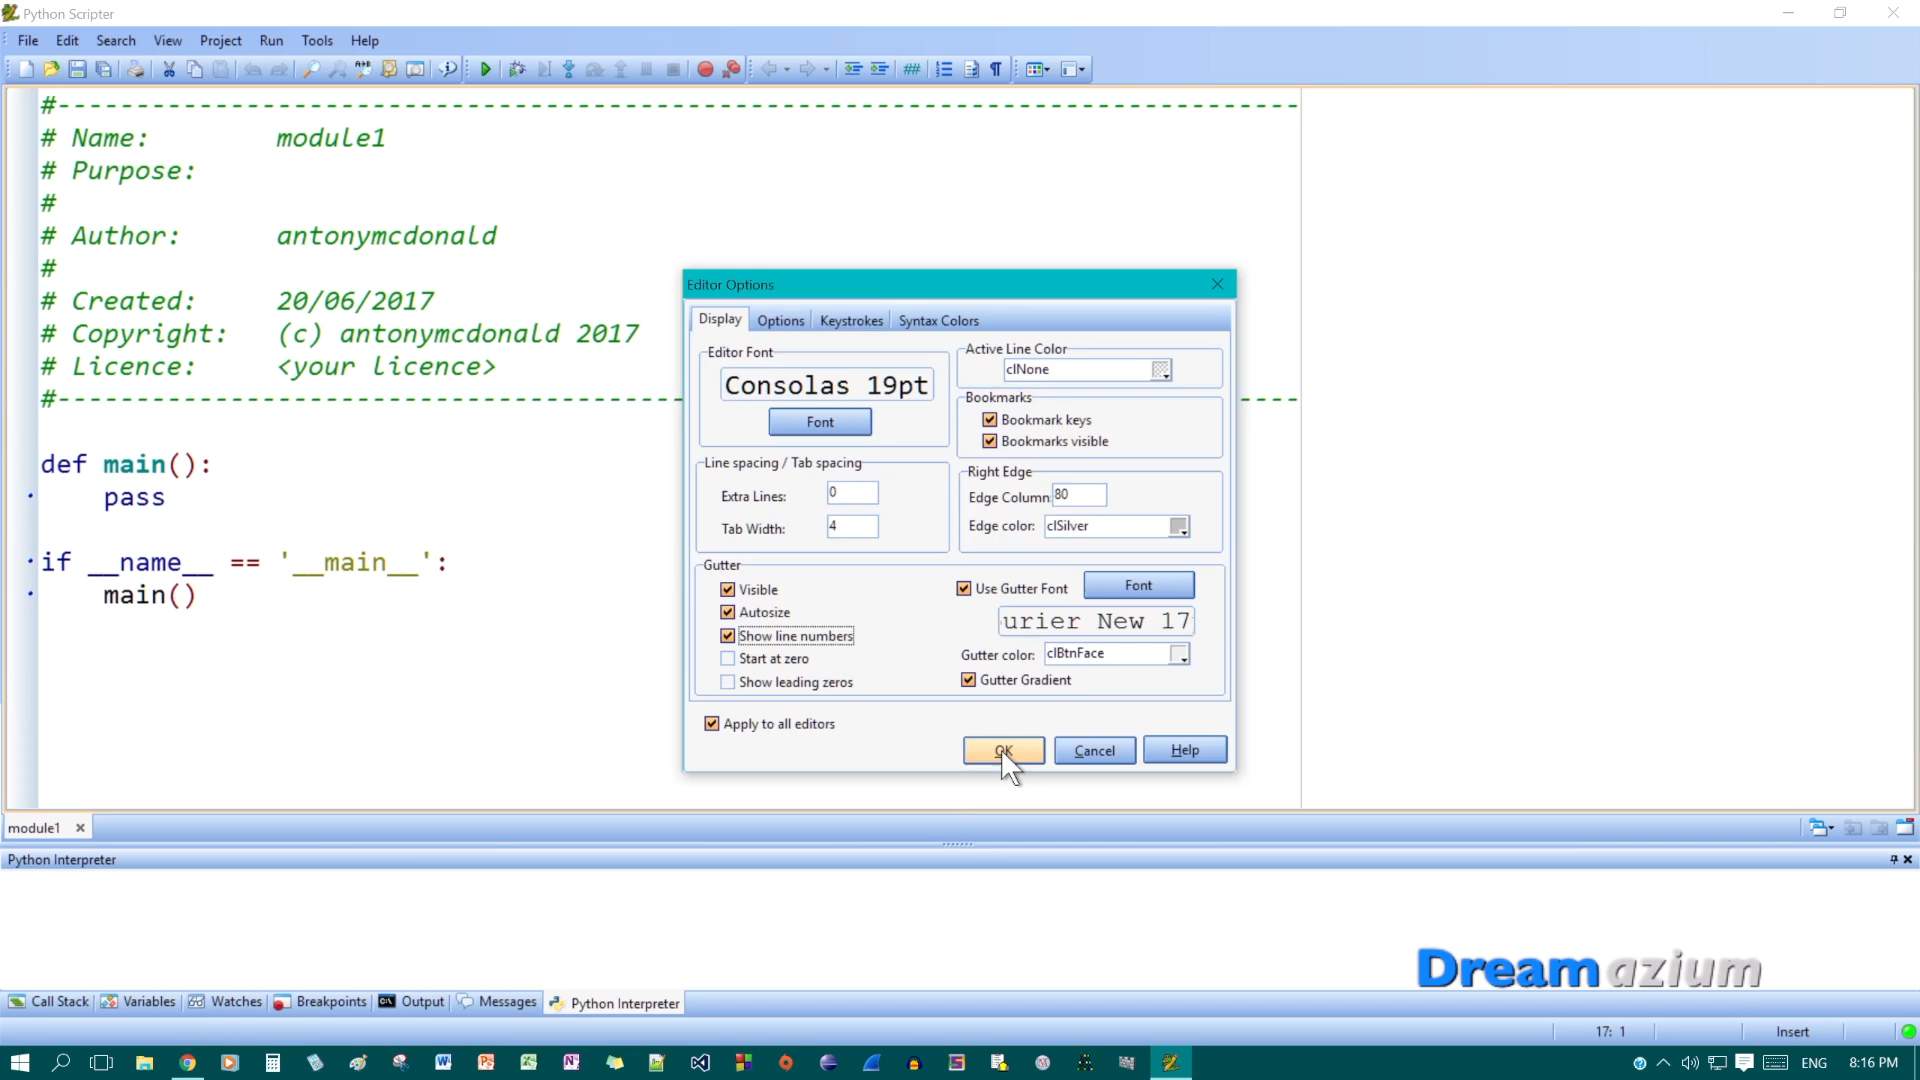 Python Scripter
File Edit Search View Project Run Tools Help
#-------------------------------------------------------------------------------
# Name:        module1
# Purpose:
#
# Author:      antonymcdonald
#
# Created:     20/06/2017
# Copyright:   (c) antonymcdonald 2017
# Licence:     <your licence>
#-------------------------------------------------------------------------------
def main():
    pass
if __name__ == '__main__':
    main()
Editor Options
Display Options Keystrokes Syntax Colors
Editor Font
Consolas 19pt
Font
Active Line Color
clNone
Bookmarks
Bookmark keys
Bookmarks visible
Line spacing / Tab spacing
Extra Lines: 0
Tab Width: 4
Right Edge
Edge Column: 80
Edge color: clSilver
Gutter
Visible
Autosize
Show line numbers
Start at zero
Show leading zeros
Use Gutter Font Font
urier New 17
Gutter color: clBtnFace
Gutter Gradient
Apply to all editors
OK Cancel Help
module1
Python Interpreter
Dream azium
Call Stack Variables Watches Breakpoints Output Messages Python Interpreter
17: 1 Insert
ENG 8:16 PM